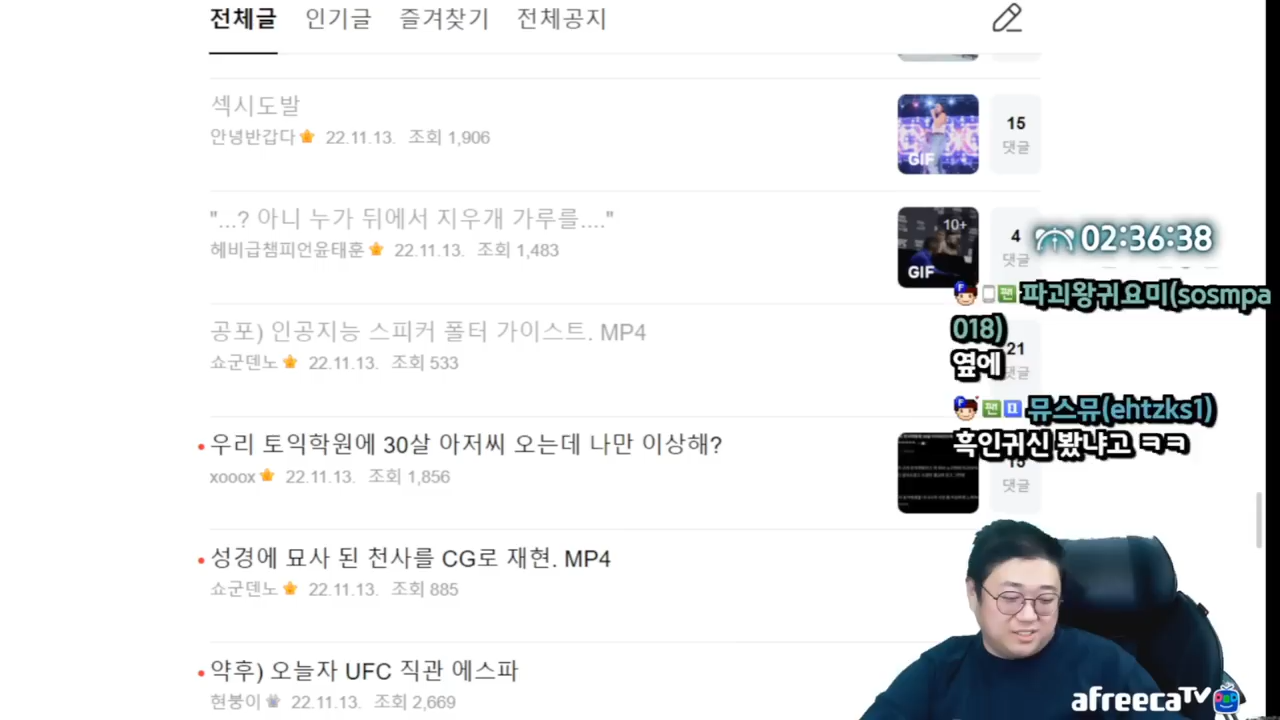 전체글 인기글 즐겨찾기 전체공지
섹시도발
안녕반갑다 22.11.13. 조회 1,906
GIF
15
댓글
"...? 아니 누가 뒤에서 지우개 가루를...."
헤비급챔피언윤태훈 22.11.13. 조회 1,483
10+
GIF
4
댓글
02:36:38
파괴왕귀요미(sosmpa
018)
옆에
공포) 인공지능 스피커 폴터 가이스트. MP4
쇼군덴노 22.11.13. 조회 533
21
댓글
뮤스뮤(ehtzks1)
흑인귀신 봤냐고 ㅋㅋ
우리 토익학원에 30살 아저씨 오는데 나만 이상해?
xooox 22.11.13. 조회 1,856
15
댓글
성경에 묘사 된 천사를 CG로 재현. MP4
쇼군덴노 22.11.13. 조회 885
약후) 오늘자 UFC 직관 에스파
현붕이 22.11.13. 조회 2,669
afreecaTV